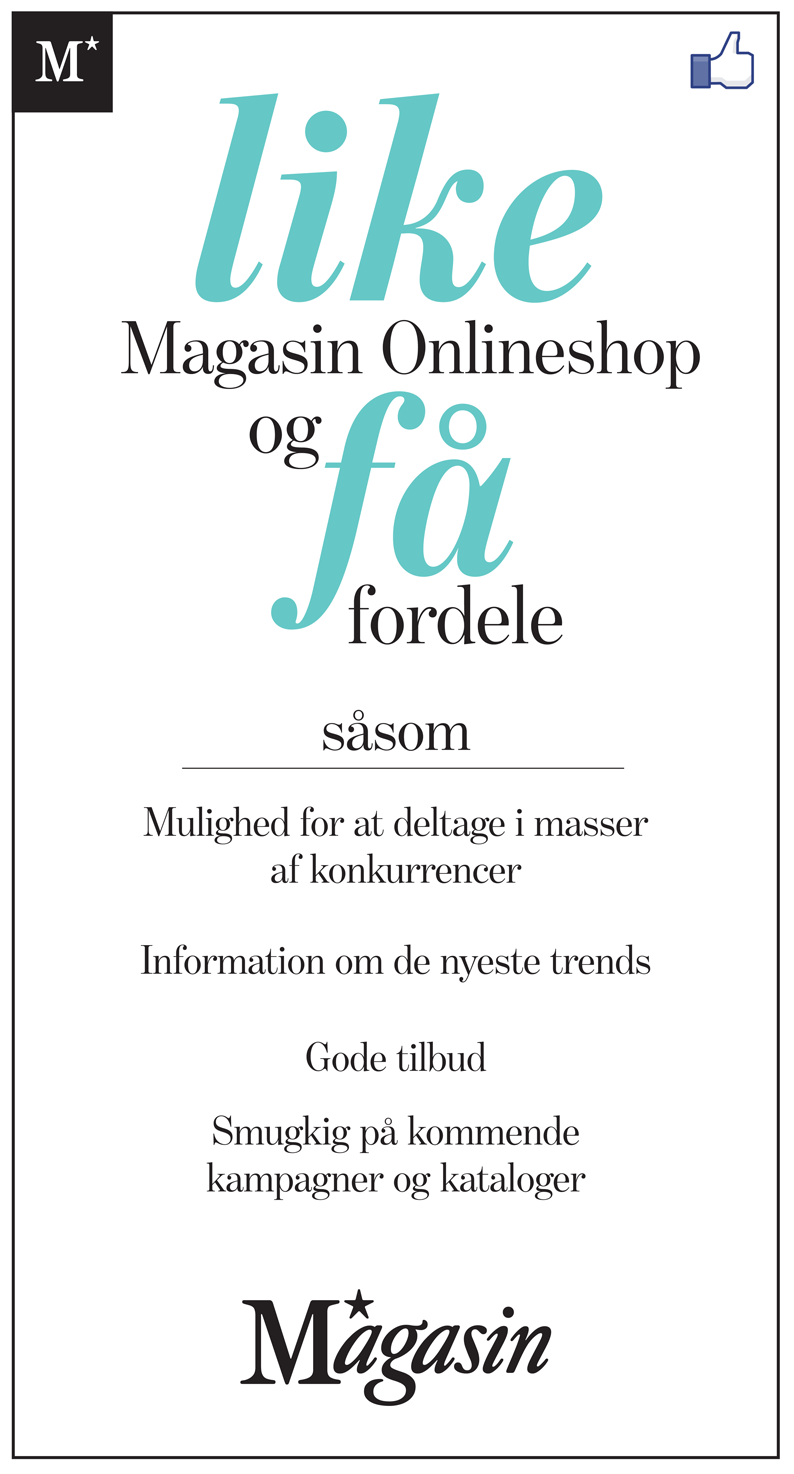 M*
like
Magasin Onlineshop
og få
fordele
såsom
Mulighed for at deltage i masser
af konkurrencer
Information om de nyeste trends
Gode tilbud
Smugkig på kommende
kampagner og kataloger
Magasin